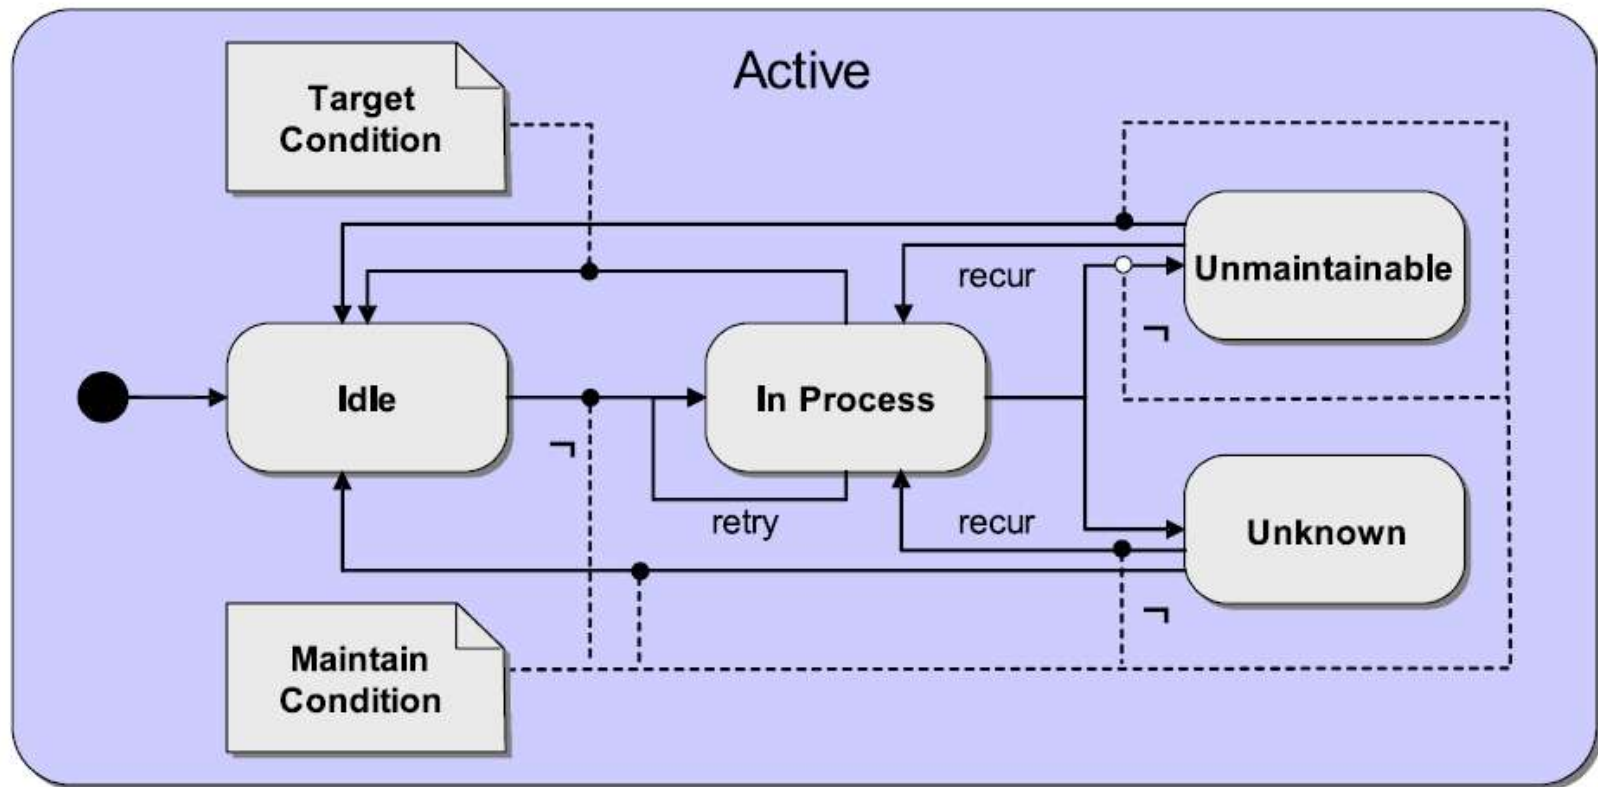 Active
Target
Condition
recur
Unmaintainable
¬
Idle
In Process
¬
retry
recur
Unknown
¬
Maintain
Condition